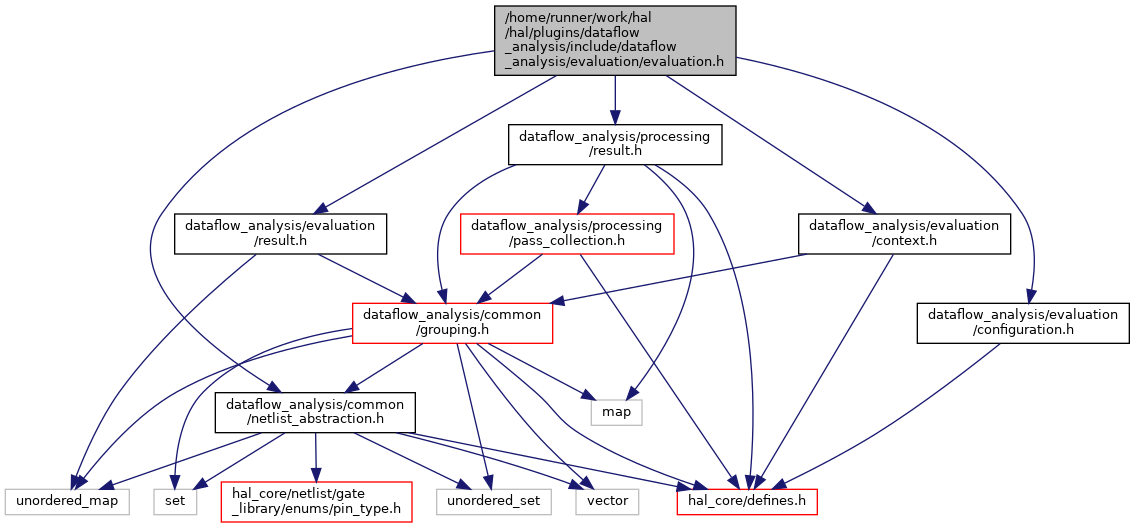 /home/runner/work/hal
/hal/plugins/dataflow
_analysis/include/dataflow
_analysis/evaluation/evaluation.h
dataflow_analysis/processing
/result.h
dataflow_analysis/evaluation
/result.h
dataflow_analysis/processing
/pass_collection.h
dataflow_analysis/evaluation
/context.h
dataflow_analysis/common
/grouping.h
dataflow_analysis/evaluation
/configuration.h
dataflow_analysis/common
/netlist_abstraction.h
map
unordered_map
set
hal_core/netlist/gate
_library/enums/pin_type.h
unordered_set
vector
hal_core/defines.h